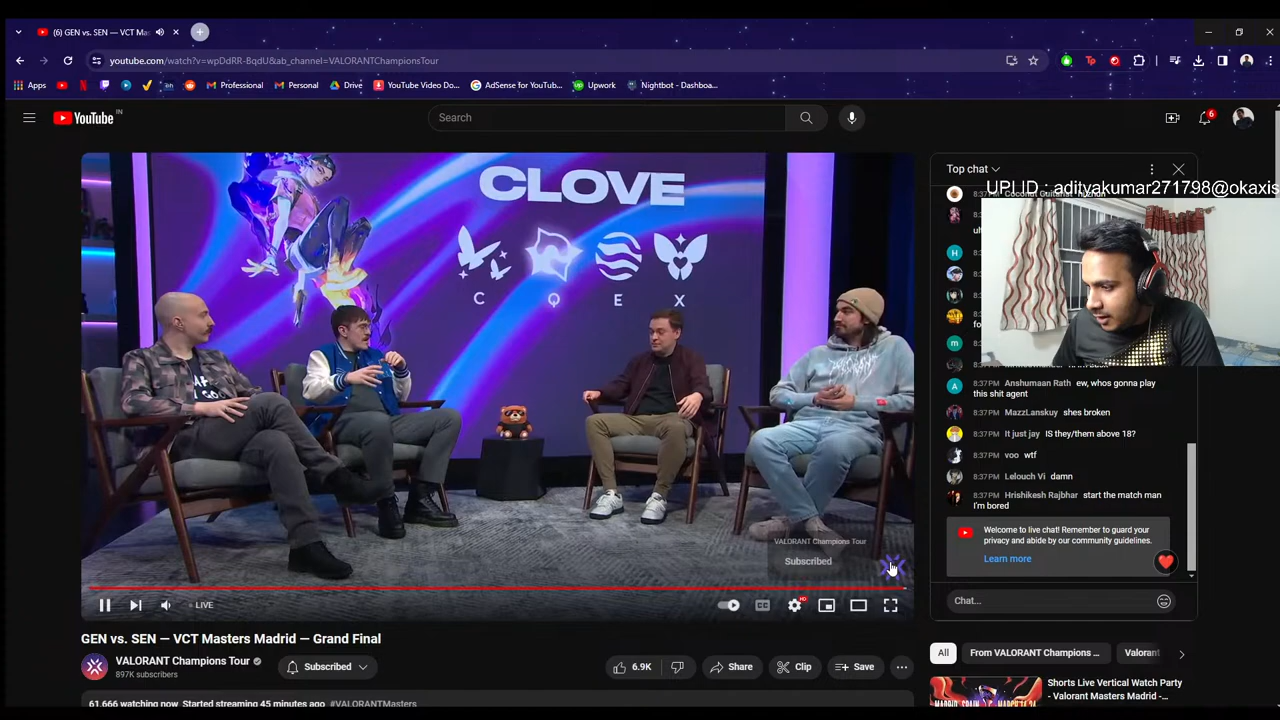 (6) GEN vs. SEN — VCT Mas
youtube.com/watch?v=wpDdRR-BqdU&ab_channel=VALORANTChampionsTour
Apps
Professional
Personal
Drive
YouTube Video Do...
AdSense for YouTub...
Upwork
Nightbot - Dashboa...
YouTube IN
Search
6
CLOVE
C Q E X
VALORANT Champions Tour
Subscribed
LIVE
HD
Top chat
UPI ID : adityakumar271798@okaxis
8:37PM Anshumaan Rath ew, whos gonna play
this shit agent
8:37PM MazzLanskuy shes broken
8:37PM It just jay IS they/them above 18?
8:37PM voo wtf
8:37PM Lelouch Vi damn
8:37PM Hrishikesh Rajbhar start the match man
I'm bored
Welcome to live chat! Remember to guard your
privacy and abide by our community guidelines.
Learn more
Chat...
GEN vs. SEN — VCT Masters Madrid — Grand Final
VALORANT Champions Tour
897K subscribers
Subscribed
6.9K
Share
Clip
Save
61,666 watching now Started streaming 45 minutes ago #VALORANTMasters
All
From VALORANT Champions ...
Valorant
Shorts Live Vertical Watch Party
- Valorant Masters Madrid -...